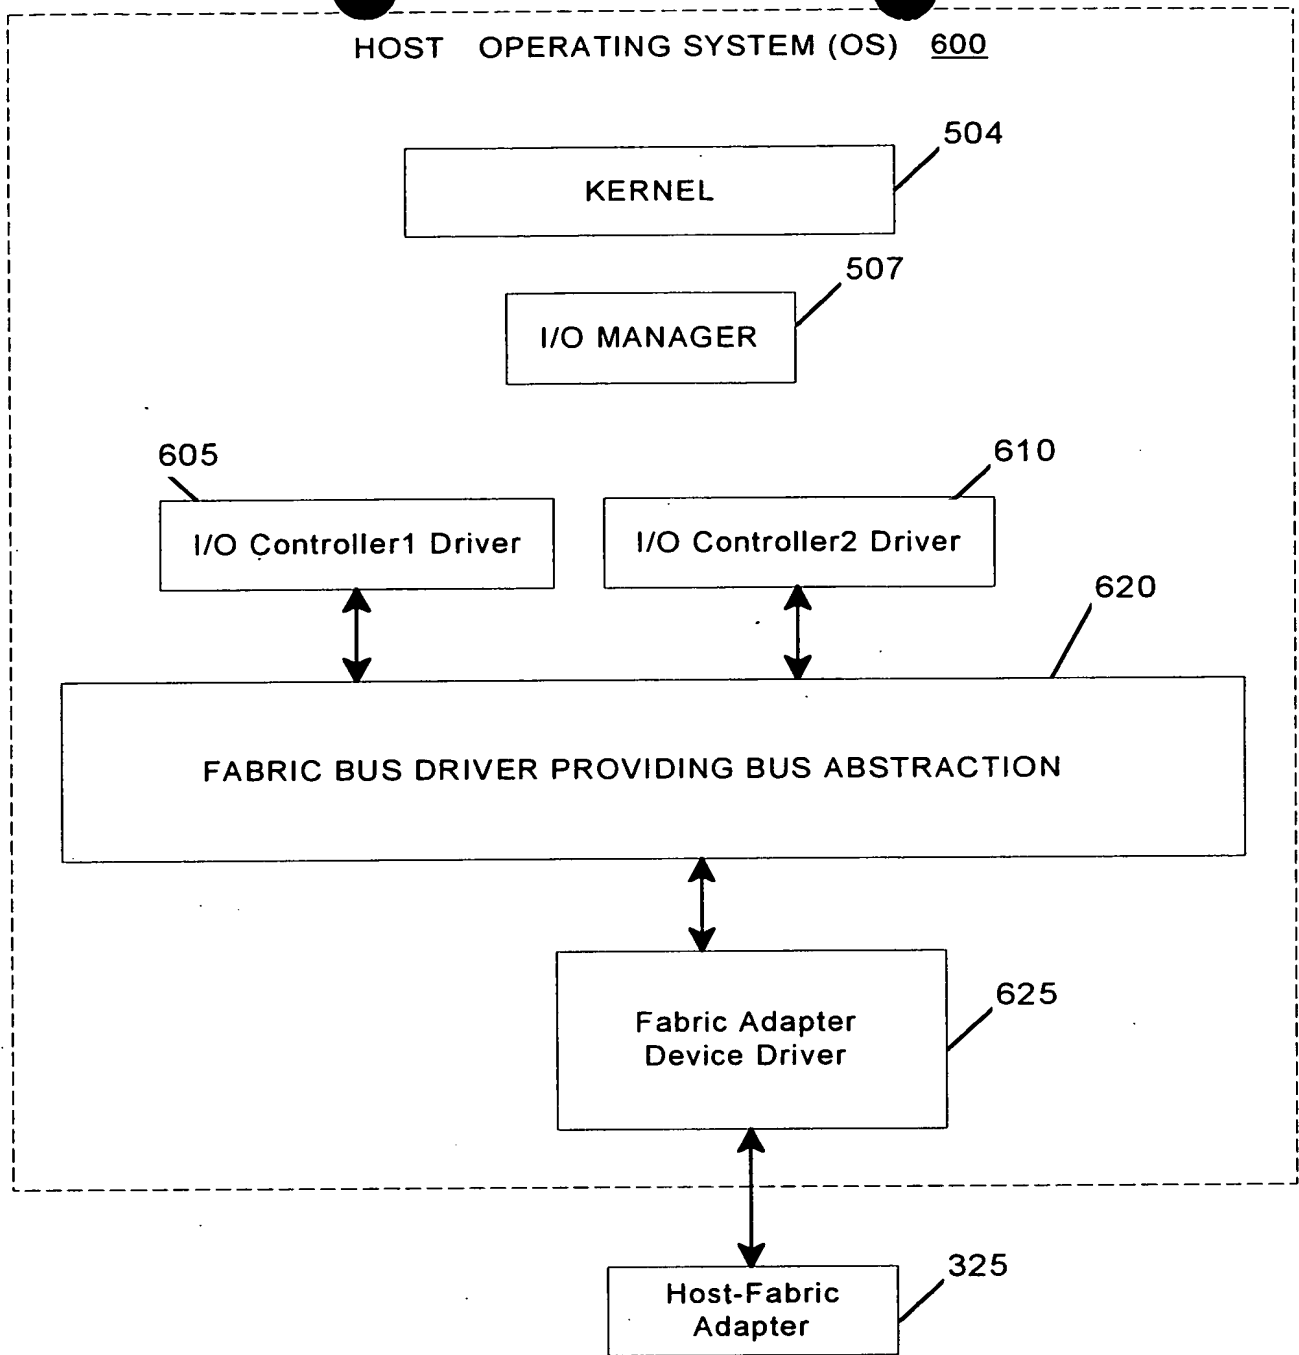 HOST OPERATING SYSTEM (OS) 600
504
KERNEL
507
I/O MANAGER
605
610
I/O Controller1 Driver
I/O Controller2 Driver
620
FABRIC BUS DRIVER PROVIDING BUS ABSTRACTION
625
Fabric Adapter
Device Driver
325
Host-Fabric
Adapter